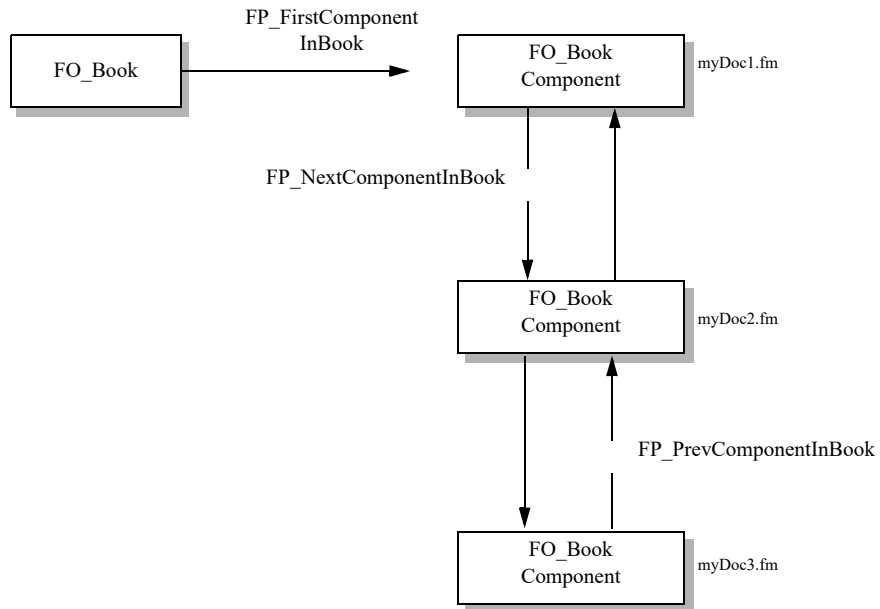 FP_FirstComponent
InBook
FO_Book
FO_Book
Component
myDoc1.fm
FP_NextComponentInBook
FO_Book
Component
myDoc2.fm
FP_PrevComponentInBook
FO_Book
Component
myDoc3.fm